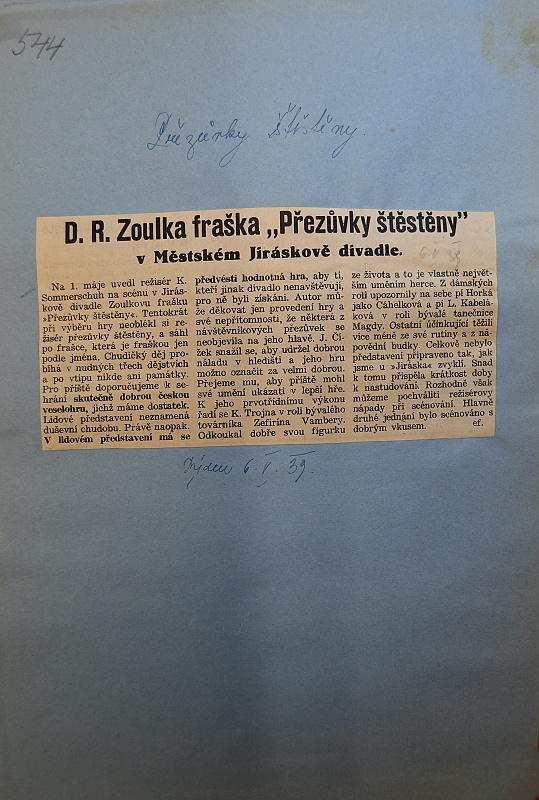 544
Přezůvky Štěstěny.
D. R. Zoulka fraška „Přezůvky štěstěny”
v Městském Jiráskově divadle.
6 V 39
Na 1. máje uvedl režisér K.
Sommerschuh na scénu v Jirás-
kově divadle Zoulkovu frašku
»Přezůvky štěstěny«. Tentokrát
při výběru hry neoblékl si re-
žisér přezůvky štěstěny, a sáhl
po frašce, která je fraškou jen
podle jména. Chudičký děj pro-
bíhá v nudných třech dějstvích
a po vtipu nikde ani památky.
Pro příště doporučujeme k se-
hrání skutečně dobrou českou
veselohru, jichž máme dostatek.
Lidové představení neznamená
duševní chudobu. Právě naopak.
V lidovém představení má se
předvésti hodnotná hra, aby ti,
kteří jinak divadlo nenavštěvují,
pro ně byli získáni. Autor mů-
že děkovat jen provedení hry a
své nepřítomnosti, že některá z
návštěvníkových přezůvek se
neobjevila na jeho hlavě. J. Čí-
žek snažil se, aby udržel dobrou
náladu v hledišti a jeho hru
možno označit za velmi dobrou.
Přejeme mu, aby příště mohl
své umění ukázati v lepší hře.
K jeho prvotřídnímu výkonu
řadí se K. Trojna v roli bývalého
továrníka Zefirina Vambery.
Odkoukal dobře svou figurku
ze života a to je vlastně největ-
ším uměním herce. Z dámských
rolí upozornily na sebe pí Horká
jako Cáhelková a pí L. Kabelá-
ková v roli bývalé tanečnice
Magdy. Ostatní účinkující těžili
více méně ze své rutiny a z ná-
povědní budky. Celkově nebylo
představení připraveno tak, jak
jsme u »Jiráska« zvyklí. Snad
k tomu přispěla krátkost doby
k nastudování. Rozhodně však
můžeme pochváliti režisérovy
nápady při scénování. Hlavně
druhé jednání bylo scénováno s
dobrým vkusem. ef.
Týden 6. V. 39.